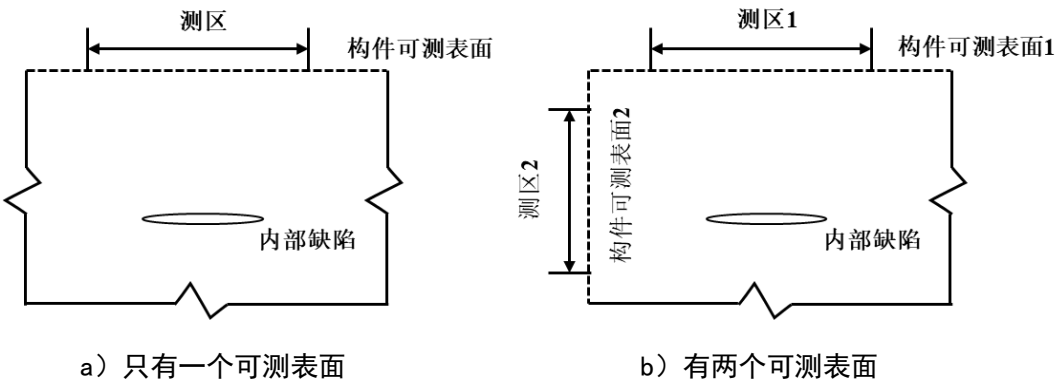 测区
构件可测表面
内部缺陷
a）只有一个可测表面
测区1
构件可测表面1
测区2
构件可测表面2
内部缺陷
b）有两个可测表面